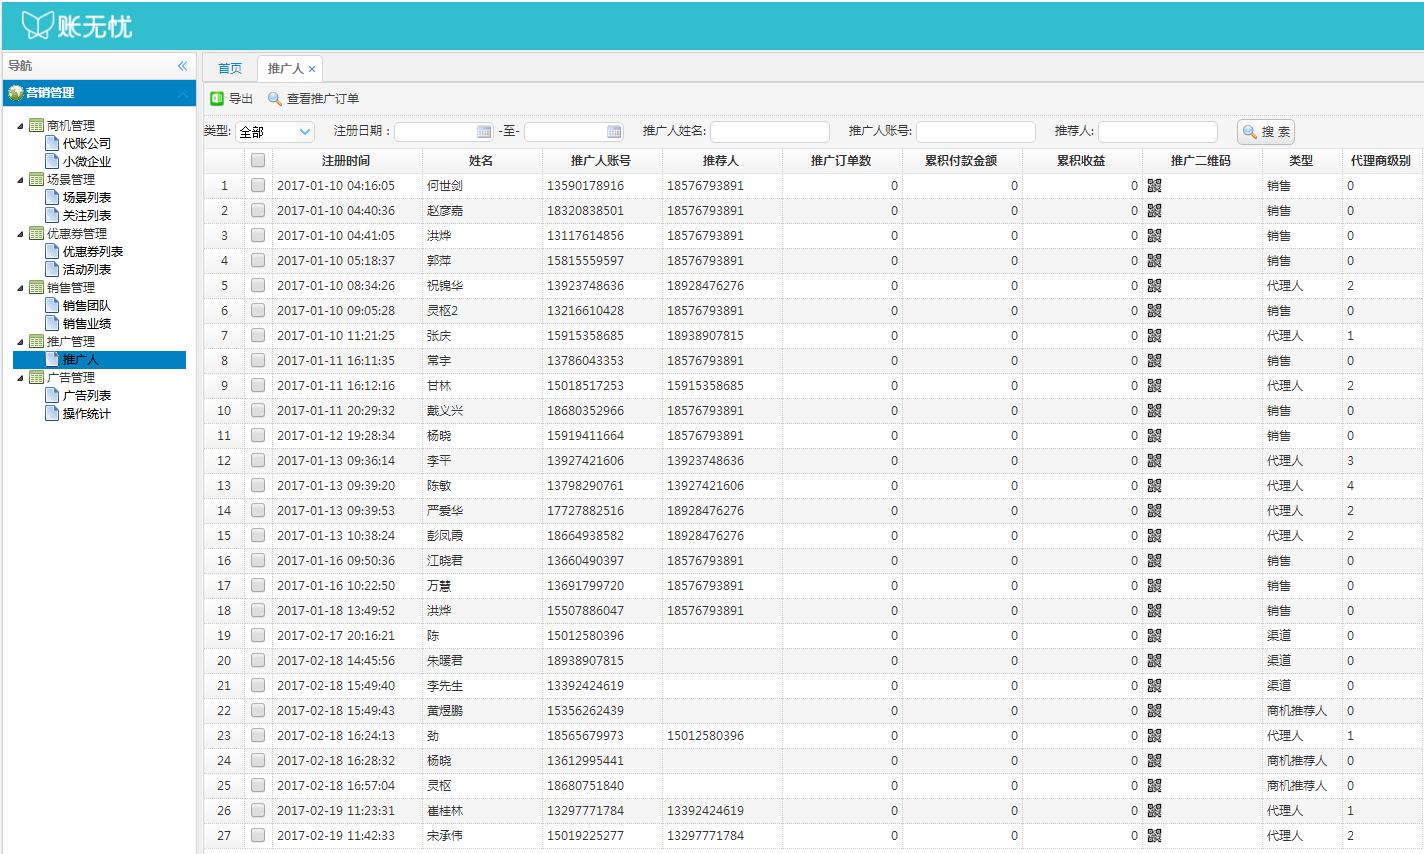 账无忧
导航
营销管理
商机管理
代账公司
小微企业
场景管理
场景列表
关注列表
优惠券管理
优惠券列表
活动列表
销售管理
销售团队
销售业绩
推广管理
推广人
广告管理
广告列表
操作统计
首页 推广人
导出 查看推广订单
类型: 全部 注册日期: -至- 推广人姓名: 推广人账号: 推荐人: 搜 索
注册时间 姓名 推广人账号 推荐人 推广订单数 累积付款金额 累积收益 推广二维码 类型 代理商级别
1 2017-01-10 04:16:05 何世剑 13590178916 18576793891 0 0 0 销售 0
2 2017-01-10 04:40:36 赵彦嘉 18320838501 18576793891 0 0 0 销售 0
3 2017-01-10 04:41:05 洪烨 13117614856 18576793891 0 0 0 销售 0
4 2017-01-10 05:18:37 郭萍 15815559597 18576793891 0 0 0 销售 0
5 2017-01-10 08:34:26 祝锦华 13923748636 18928476276 0 0 0 代理人 2
6 2017-01-10 09:05:28 灵枢2 13216610428 18576793891 0 0 0 销售 0
7 2017-01-10 11:21:25 张庆 15915358685 18938907815 0 0 0 代理人 1
8 2017-01-11 16:11:35 常宇 13786043353 18576793891 0 0 0 销售 0
9 2017-01-11 16:12:16 甘林 15018517253 15915358685 0 0 0 代理人 2
10 2017-01-11 20:29:32 戴义兴 18680352966 18576793891 0 0 0 销售 0
11 2017-01-12 19:28:34 杨晓 15919411664 18576793891 0 0 0 销售 0
12 2017-01-13 09:36:14 李平 13927421606 13923748636 0 0 0 代理人 3
13 2017-01-13 09:39:20 陈敏 13798290761 13927421606 0 0 0 代理人 4
14 2017-01-13 09:39:53 严爱华 17727882516 18928476276 0 0 0 代理人 2
15 2017-01-13 10:38:24 彭凤霞 18664938582 18928476276 0 0 0 代理人 2
16 2017-01-16 09:50:36 江晓君 13660490397 18576793891 0 0 0 销售 0
17 2017-01-16 10:22:50 万慧 13691799720 18576793891 0 0 0 销售 0
18 2017-01-18 13:49:52 洪烨 15507886047 18576793891 0 0 0 销售 0
19 2017-02-17 20:16:21 陈 15012580396 0 0 0 渠道 0
20 2017-02-18 14:45:56 朱暖君 18938907815 0 0 0 渠道 0
21 2017-02-18 15:49:40 李先生 13392424619 0 0 0 渠道 0
22 2017-02-18 15:49:43 黄煜鹏 15356262439 0 0 0 商机推荐人 0
23 2017-02-18 16:24:13 劲 18565679973 15012580396 0 0 0 代理人 1
24 2017-02-18 16:28:32 杨晓 13612995441 0 0 0 商机推荐人 0
25 2017-02-18 16:57:04 灵枢 18680751840 0 0 0 商机推荐人 0
26 2017-02-19 11:23:31 崔桂林 13297771784 13392424619 0 0 0 代理人 1
27 2017-02-19 11:42:33 宋承伟 15019225277 13297771784 0 0 0 代理人 2